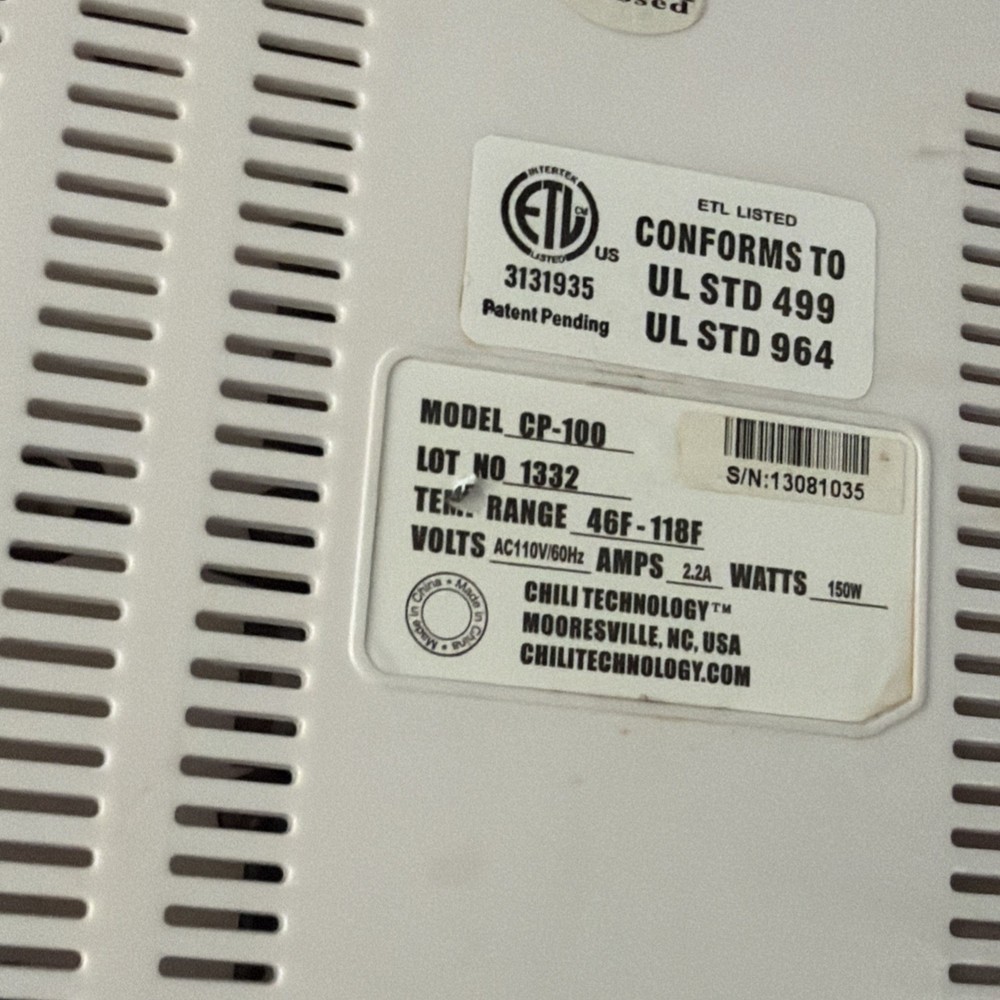 INTERTEK
ETL CM
LISTED
US
3131935
Patent Pending
ETL LISTED
CONFORMS TO
UL STD 499
UL STD 964
MODEL CP-100
LOT NO 1332
RANGE 46F-118F
VOLTS AC110V/60Hz AMPS 2.2A WATTS 150W
S/N:13081035
Made in China • Made in China •
CHILI TECHNOLOGY™
MOORESVILLE, NC, USA
CHILITECHNOLOGY.COM